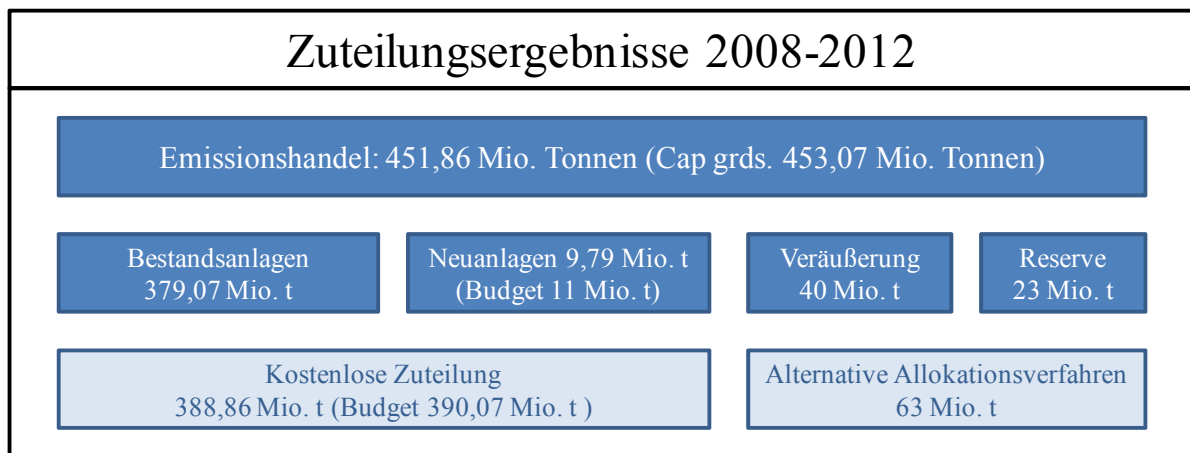 Zuteilungsergebnisse 2008-2012
Emissionshandel: 451,86 Mio. Tonnen (Cap grds. 453,07 Mio. Tonnen)
Bestandsanlagen
379,07 Mio. t
Neuanlagen 9,79 Mio. t
(Budget 11 Mio. t)
Veräußerung
40 Mio. t
Reserve
23 Mio. t
Kostenlose Zuteilung
388,86 Mio. t (Budget 390,07 Mio. t )
Alternative Allokationsverfahren
63 Mio. t